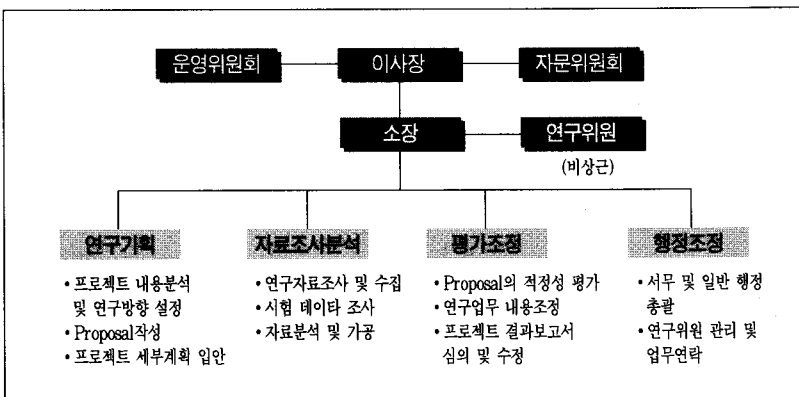 운영위원회 이사장 자문위원회
소장 연구위원
(비상근)
연구기획
• 프로젝트 내용분석
및 연구방향 설정
• Proposal작성
• 프로젝트 세부계획 입안
자료조사분석
• 연구자료조사 및 수집
• 시험 데이타 조사
• 자료분석 및 가공
평가조정
• Proposal의 적정성 평가
• 연구업무 내용조정
• 프로젝트 결과보고서
심의 및 수정
행정조정
• 서무 및 일반 행정
총괄
• 연구위원 관리 및
업무연락